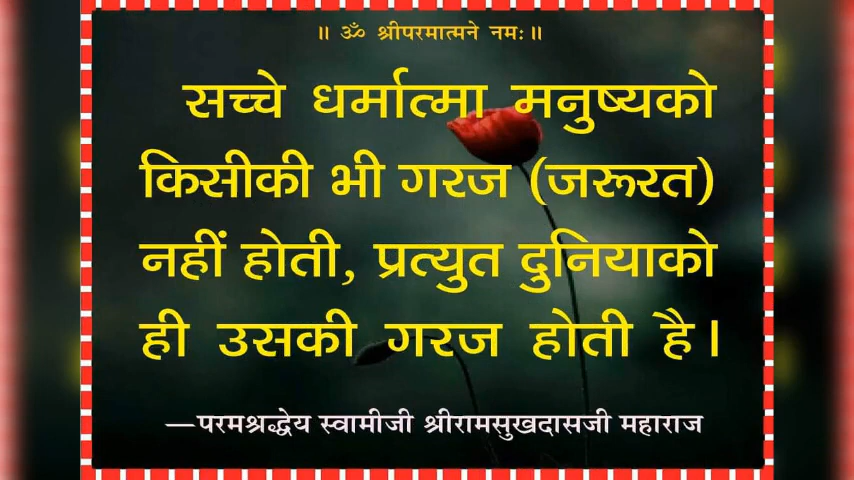 ॥ ॐ श्रीपरमात्मने नमः॥
सच्चे धर्मात्मा मनुष्यको
किसीकी भी गरज (जरूरत)
नहीं होती, प्रत्युत दुनियाको
ही उसकी गरज होती है।
—परमश्रद्धेय स्वामीजी श्रीरामसुखदासजी महाराज